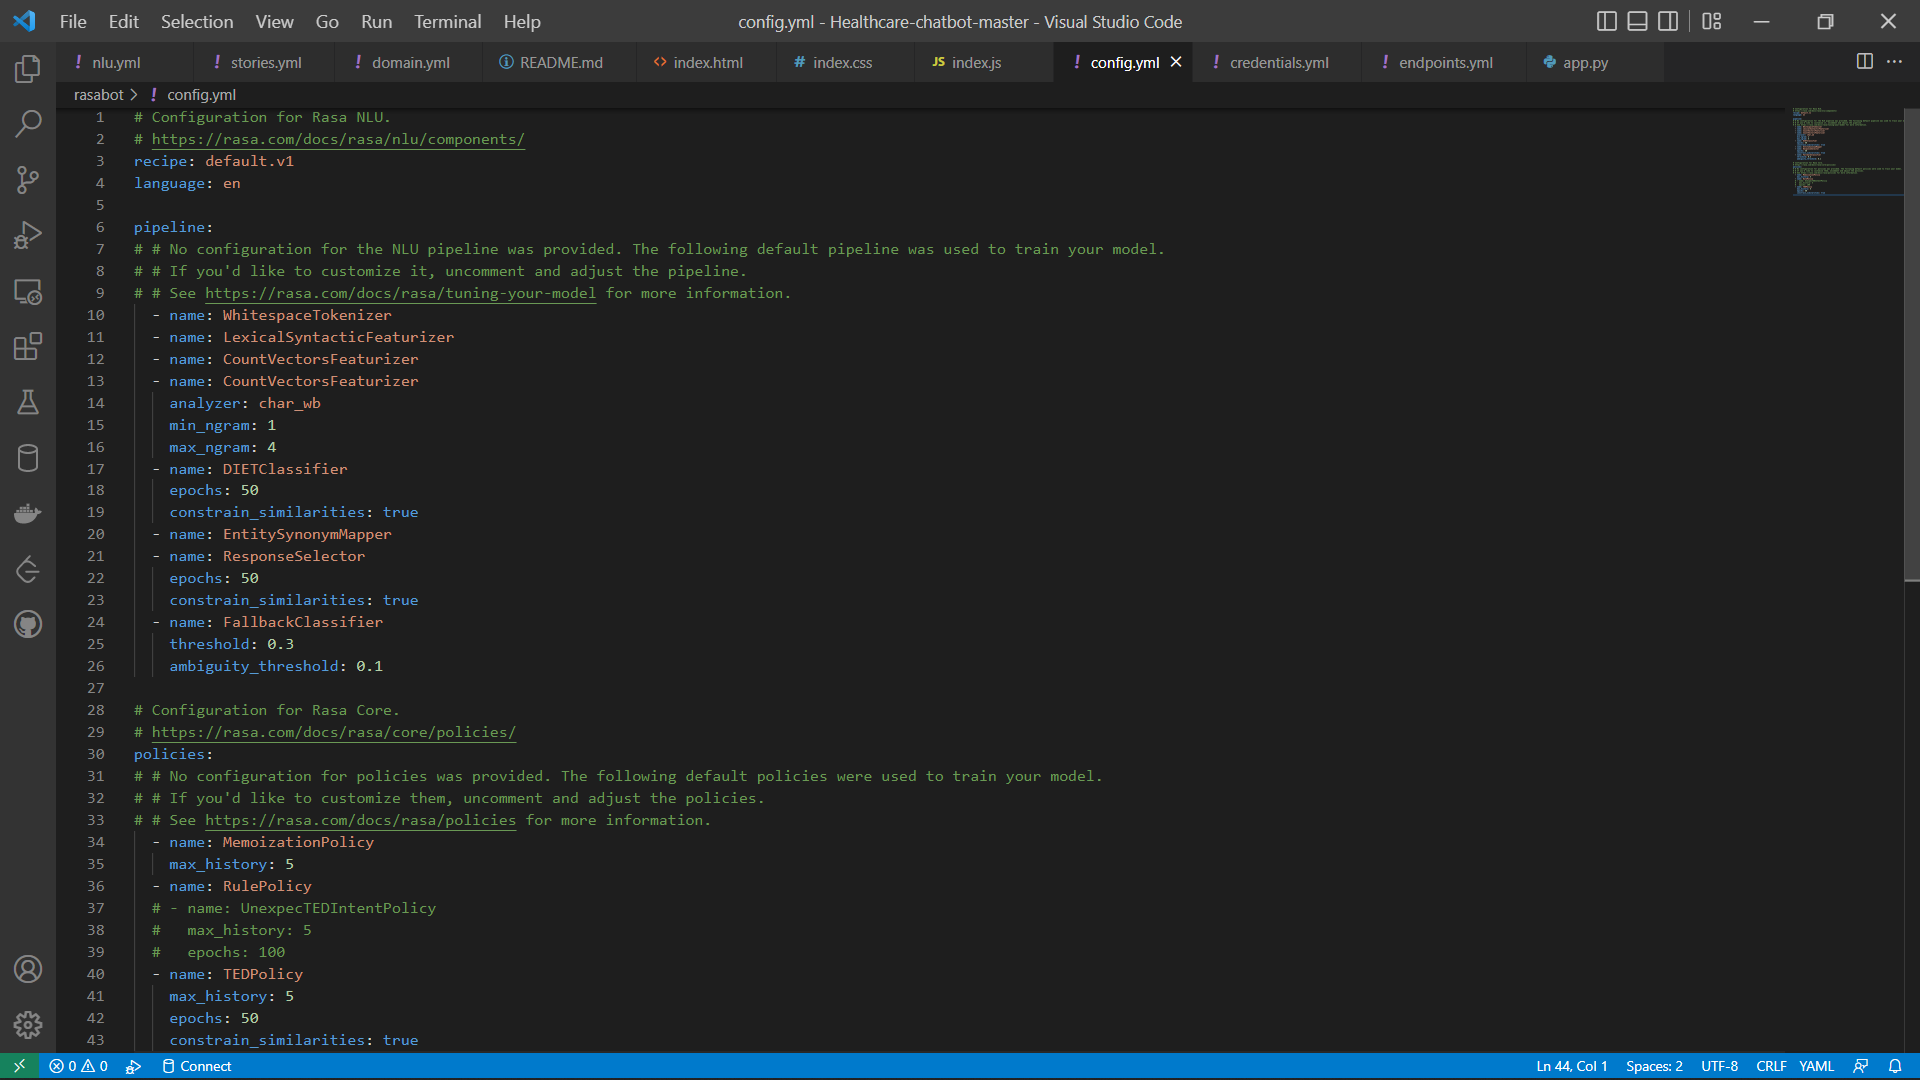 File Edit Selection View Go Run Terminal Help config.yml - Healthcare-chatbot-master - Visual Studio Code
! nlu.yml ! stories.yml ! domain.yml README.md <> index.html # index.css JS index.js ! config.yml × ! credentials.yml ! endpoints.yml app.py
rasabot > ! config.yml
1 # Configuration for Rasa NLU.
2 # https://rasa.com/docs/rasa/nlu/components/
3 recipe: default.v1
4 language: en
5
6 pipeline:
7 # # No configuration for the NLU pipeline was provided. The following default pipeline was used to train your model.
8 # # If you'd like to customize it, uncomment and adjust the pipeline.
9 # # See https://rasa.com/docs/rasa/tuning-your-model for more information.
10 - name: WhitespaceTokenizer
11 - name: LexicalSyntacticFeaturizer
12 - name: CountVectorsFeaturizer
13 - name: CountVectorsFeaturizer
14 analyzer: char_wb
15 min_ngram: 1
16 max_ngram: 4
17 - name: DIETClassifier
18 epochs: 50
19 constrain_similarities: true
20 - name: EntitySynonymMapper
21 - name: ResponseSelector
22 epochs: 50
23 constrain_similarities: true
24 - name: FallbackClassifier
25 threshold: 0.3
26 ambiguity_threshold: 0.1
27
28 # Configuration for Rasa Core.
29 # https://rasa.com/docs/rasa/core/policies/
30 policies:
31 # # No configuration for policies was provided. The following default policies were used to train your model.
32 # # If you'd like to customize them, uncomment and adjust the policies.
33 # # See https://rasa.com/docs/rasa/policies for more information.
34 - name: MemoizationPolicy
35 max_history: 5
36 - name: RulePolicy
37 # - name: UnexpecTEDIntentPolicy
38 # max_history: 5
39 # epochs: 100
40 - name: TEDPolicy
41 max_history: 5
42 epochs: 50
43 constrain_similarities: true
0 0 Connect Ln 44, Col 1 Spaces: 2 UTF-8 CRLF YAML